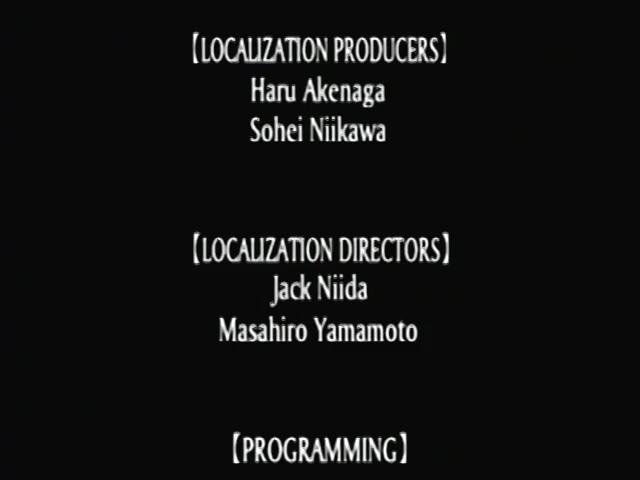 【LOCALIZATION PRODUCERS】
Haru Akenaga
Sohei Niikawa
【LOCALIZATION DIRECTORS】
Jack Niida
Masahiro Yamamoto
【PROGRAMMING】